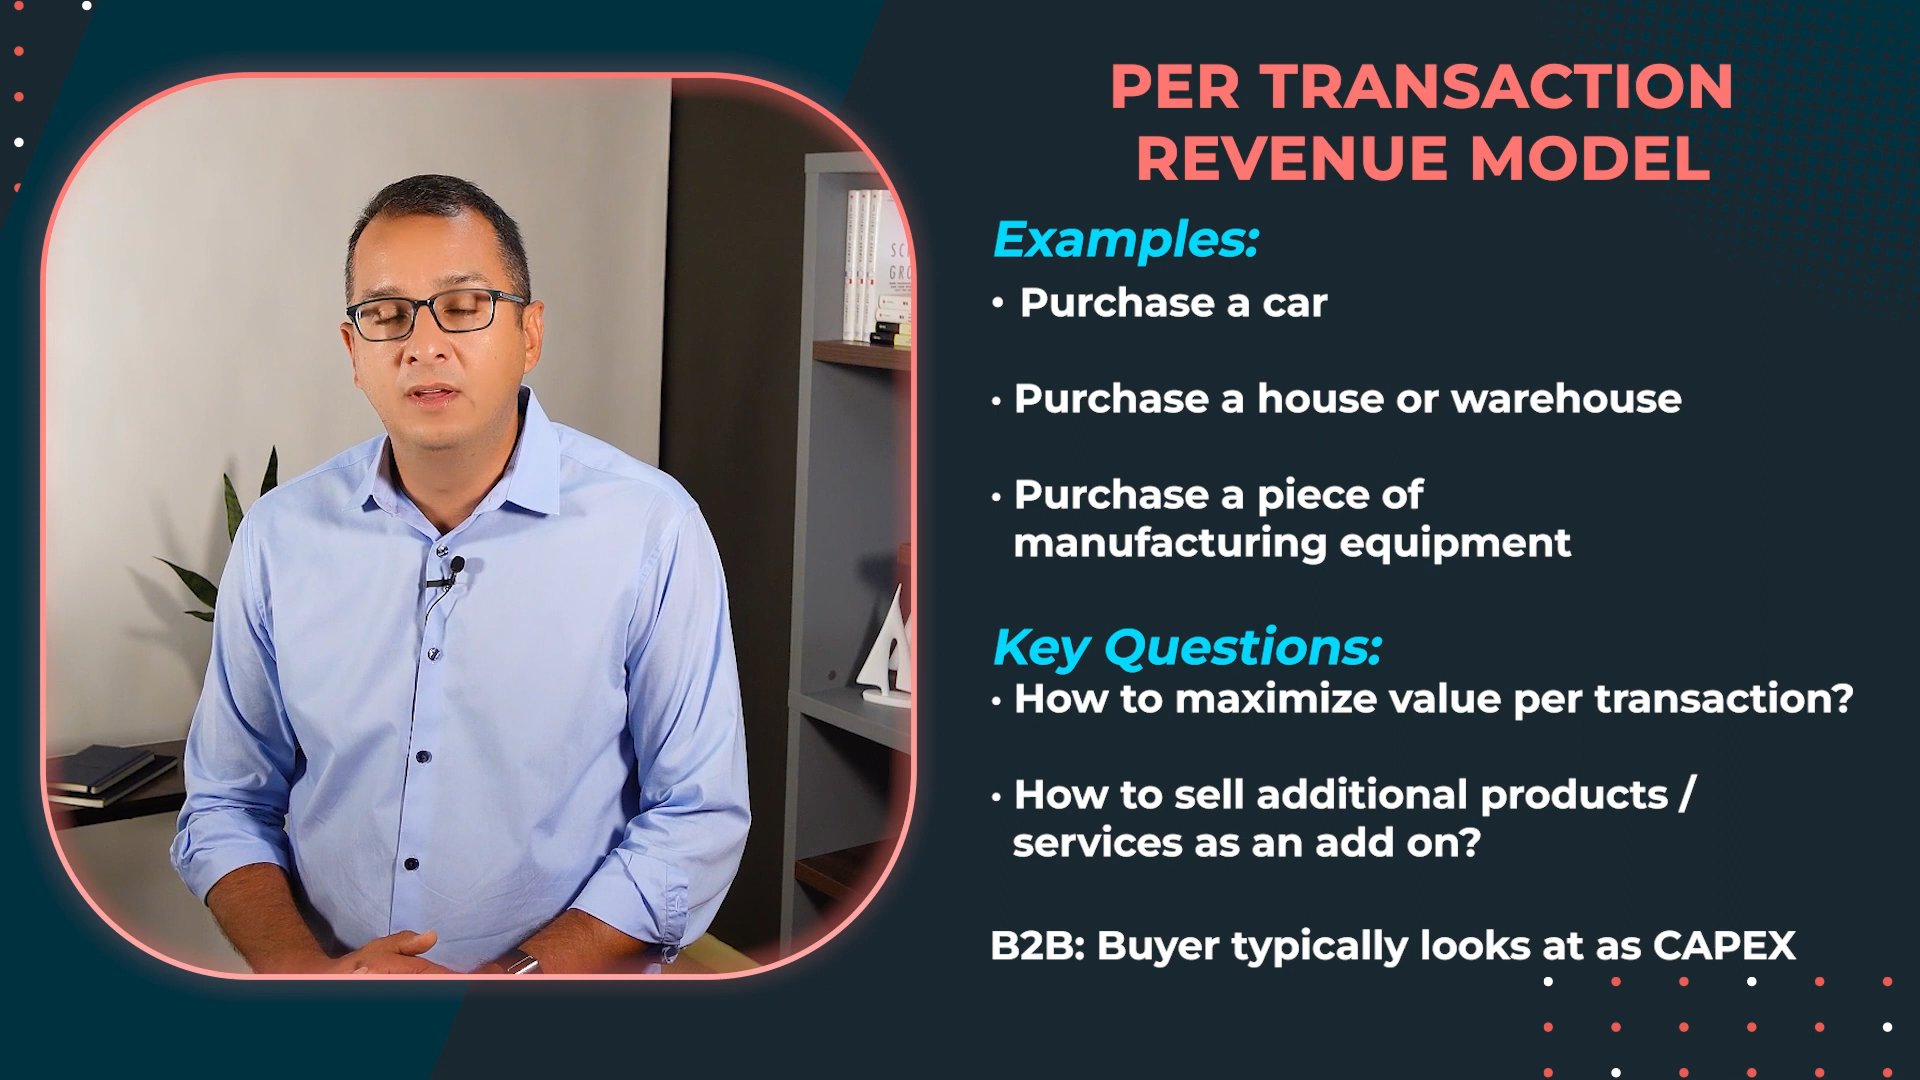 PER TRANSACTION
REVENUE MODEL
Examples:
• Purchase a car
• Purchase a house or warehouse
• Purchase a piece of
manufacturing equipment
Key Questions:
• How to maximize value per transaction?
• How to sell additional products /
services as an add on?
B2B: Buyer typically looks at as CAPEX